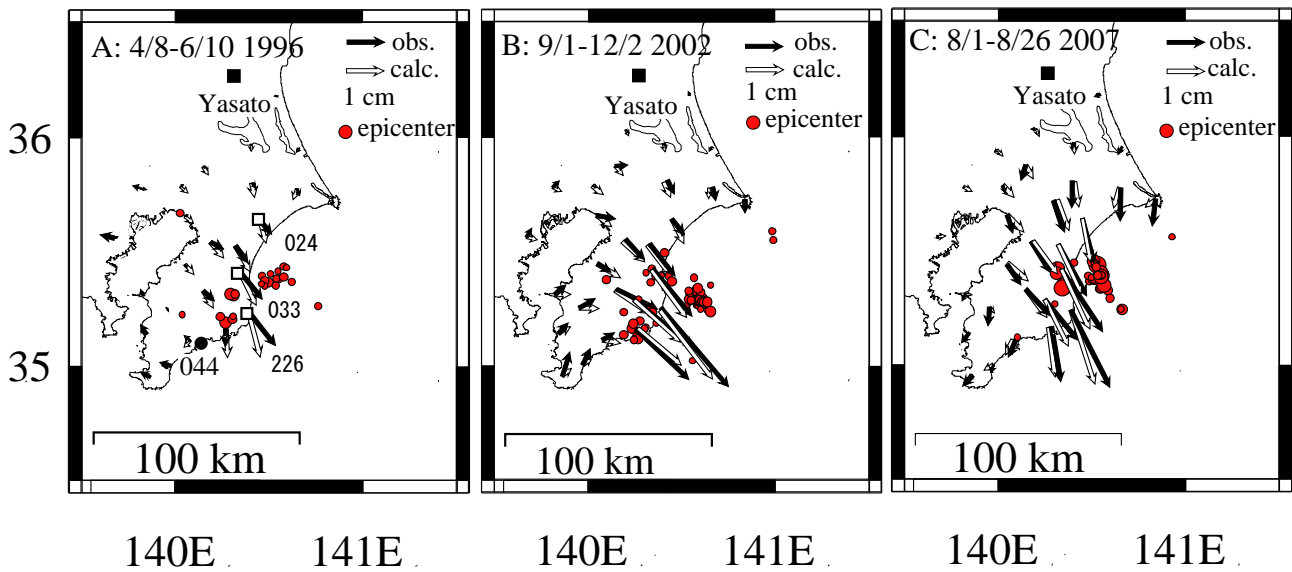 A: 4/8-6/10 1996
obs.
calc.
1 cm
epicenter
Yasato
024
033
226
044
100 km
B: 9/1-12/2 2002
obs.
calc.
1 cm
epicenter
Yasato
100 km
C: 8/1-8/26 2007
obs.
calc.
1 cm
epicenter
Yasato
100 km
36
35
140E
141E
140E
141E
140E
141E